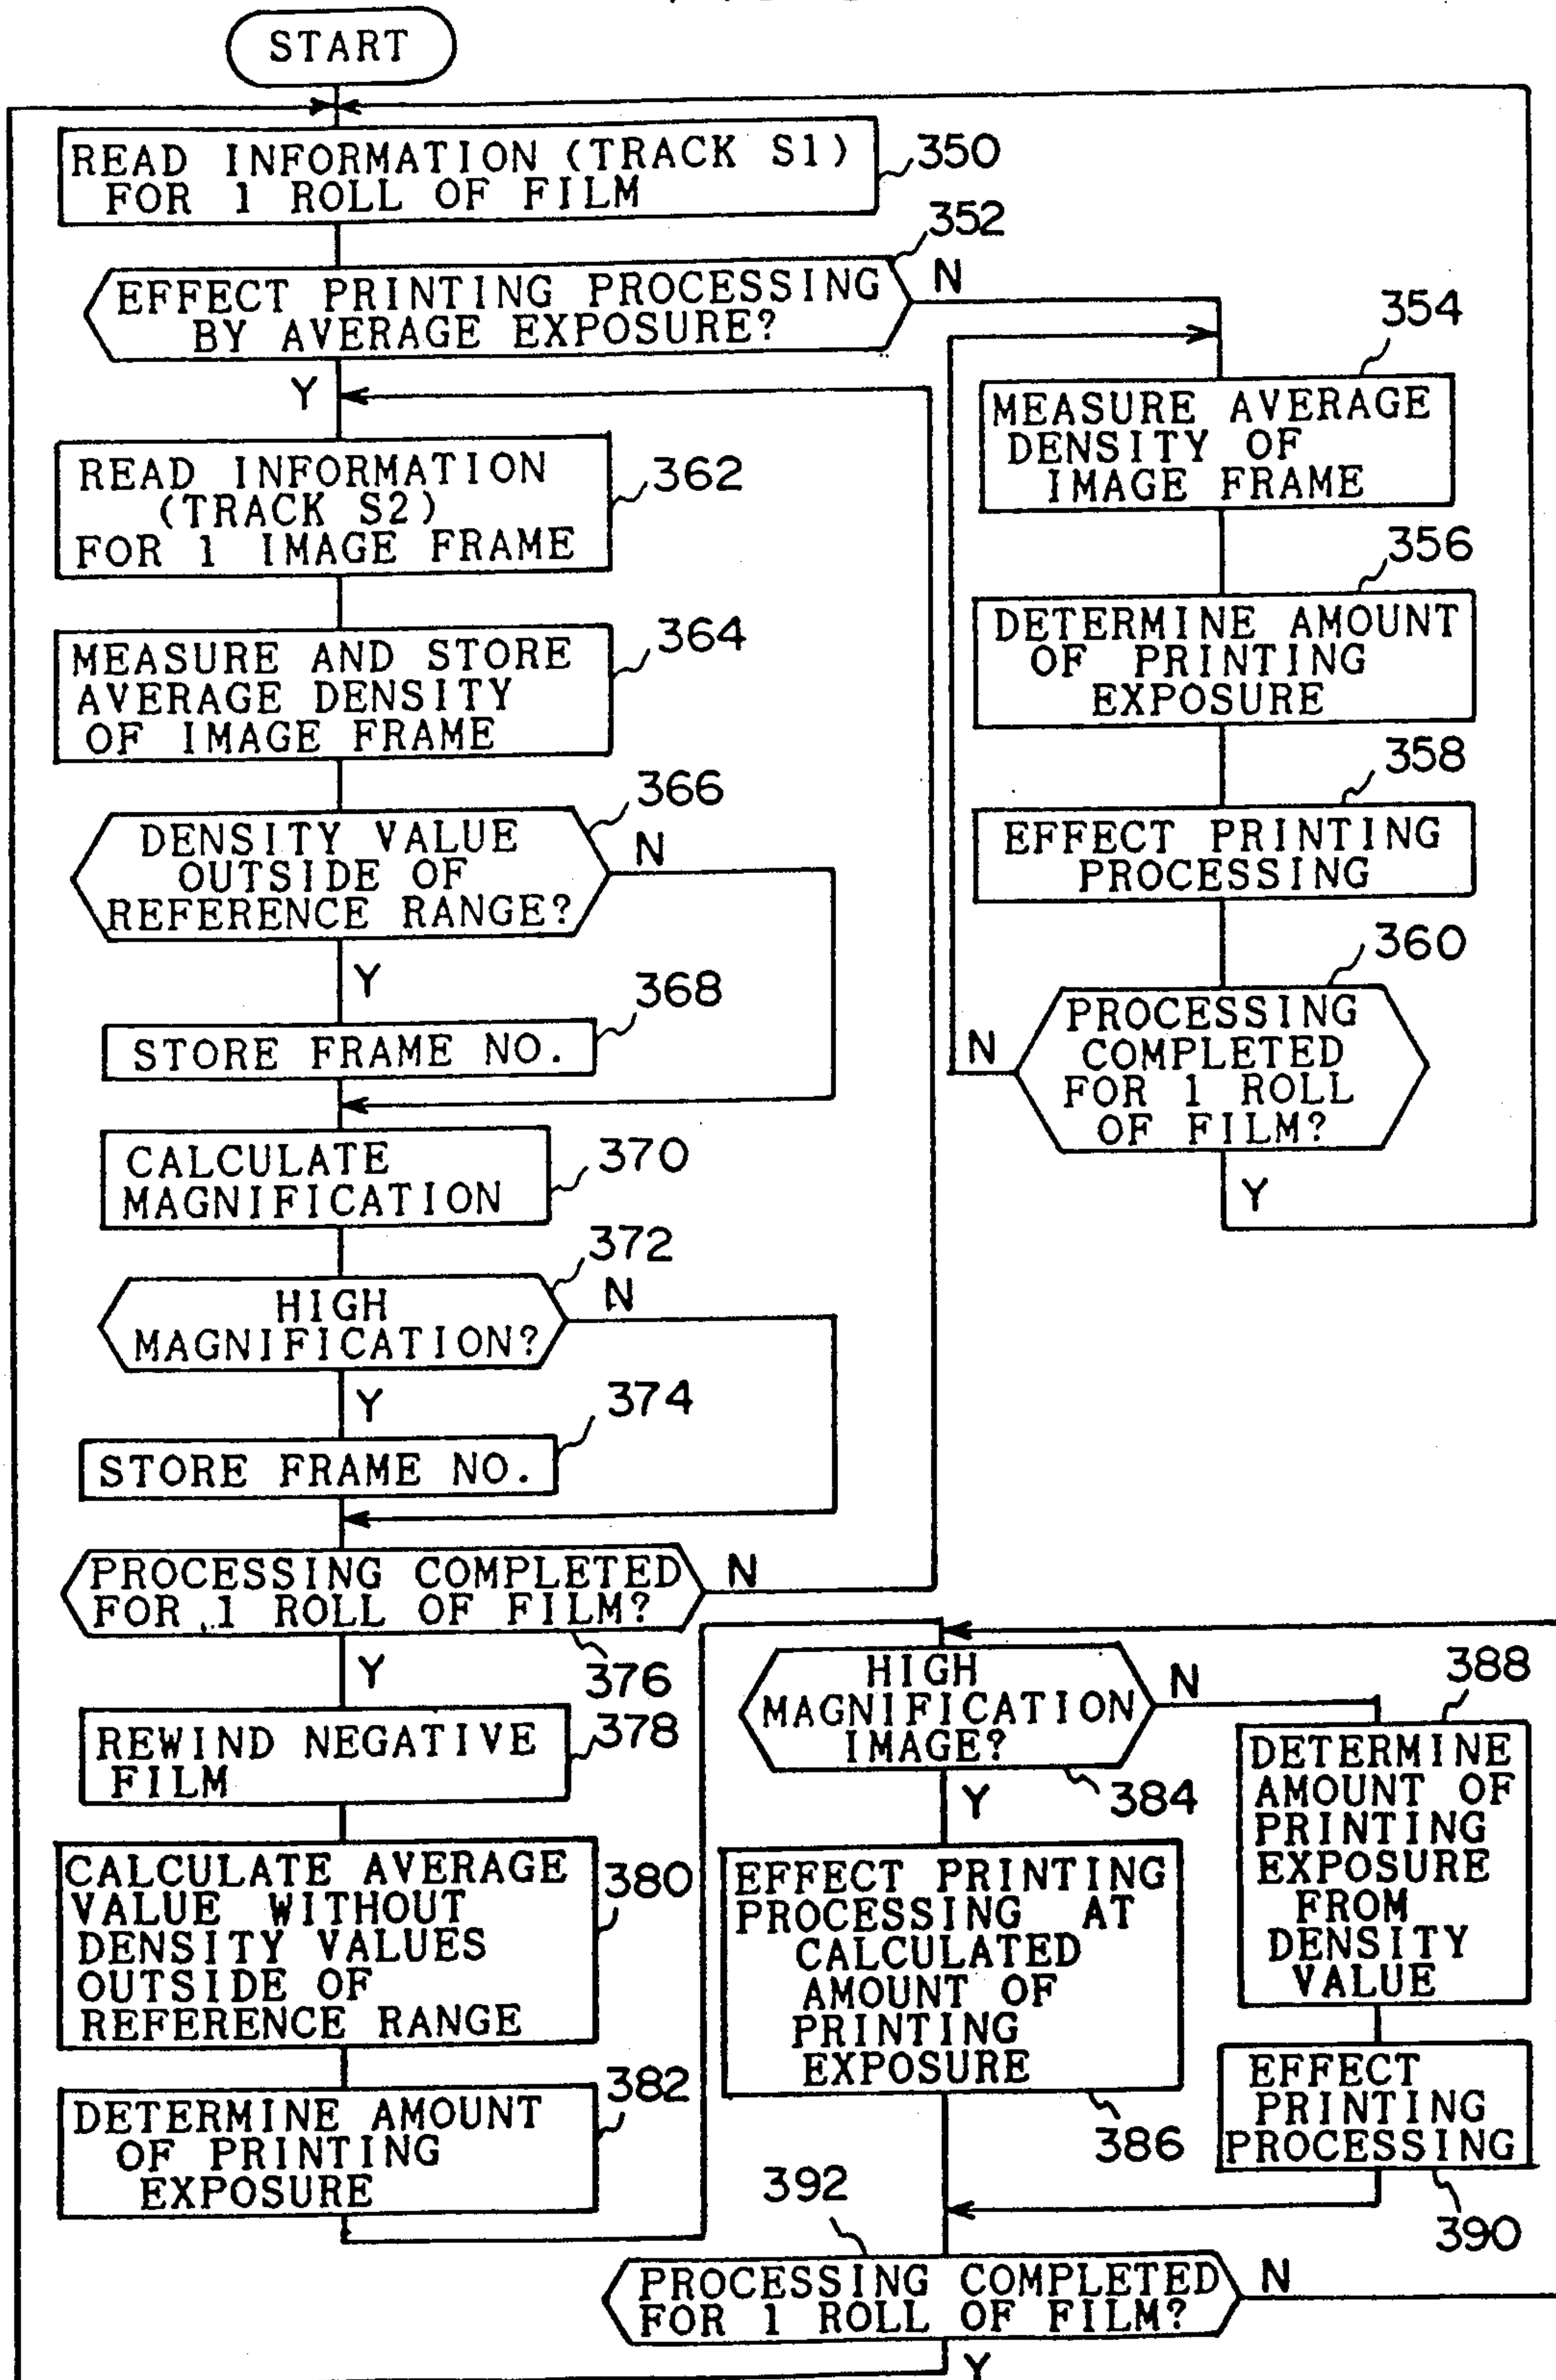 START
READ INFORMATION (TRACK S1)
FOR 1 ROLL OF FILM
350
352
EFFECT PRINTING PROCESSING
BY AVERAGE EXPOSURE?
N
Y
354
MEASURE AVERAGE
DENSITY OF
IMAGE FRAME
356
DETERMINE AMOUNT
OF PRINTING
EXPOSURE
358
EFFECT PRINTING
PROCESSING
360
PROCESSING
COMPLETED
FOR 1 ROLL
OF FILM?
N
Y
READ INFORMATION
(TRACK S2)
FOR 1 IMAGE FRAME
362
MEASURE AND STORE
AVERAGE DENSITY
OF IMAGE FRAME
364
366
DENSITY VALUE
OUTSIDE OF
REFERENCE RANGE?
N
Y
368
STORE FRAME NO.
CALCULATE
MAGNIFICATION
370
372
HIGH
MAGNIFICATION?
N
Y
374
STORE FRAME NO.
PROCESSING COMPLETED
FOR 1 ROLL OF FILM?
N
376
Y
REWIND NEGATIVE
FILM
378
CALCULATE AVERAGE
VALUE WITHOUT
DENSITY VALUES
OUTSIDE OF
REFERENCE RANGE
380
382
DETERMINE AMOUNT
OF PRINTING
EXPOSURE
HIGH
MAGNIFICATION
IMAGE?
N
384
Y
EFFECT PRINTING
PROCESSING AT
CALCULATED
AMOUNT OF
PRINTING
EXPOSURE
386
388
DETERMINE
AMOUNT OF
PRINTING
EXPOSURE
FROM
DENSITY
VALUE
EFFECT
PRINTING
PROCESSING
390
392
PROCESSING COMPLETED
FOR 1 ROLL OF FILM?
N
Y